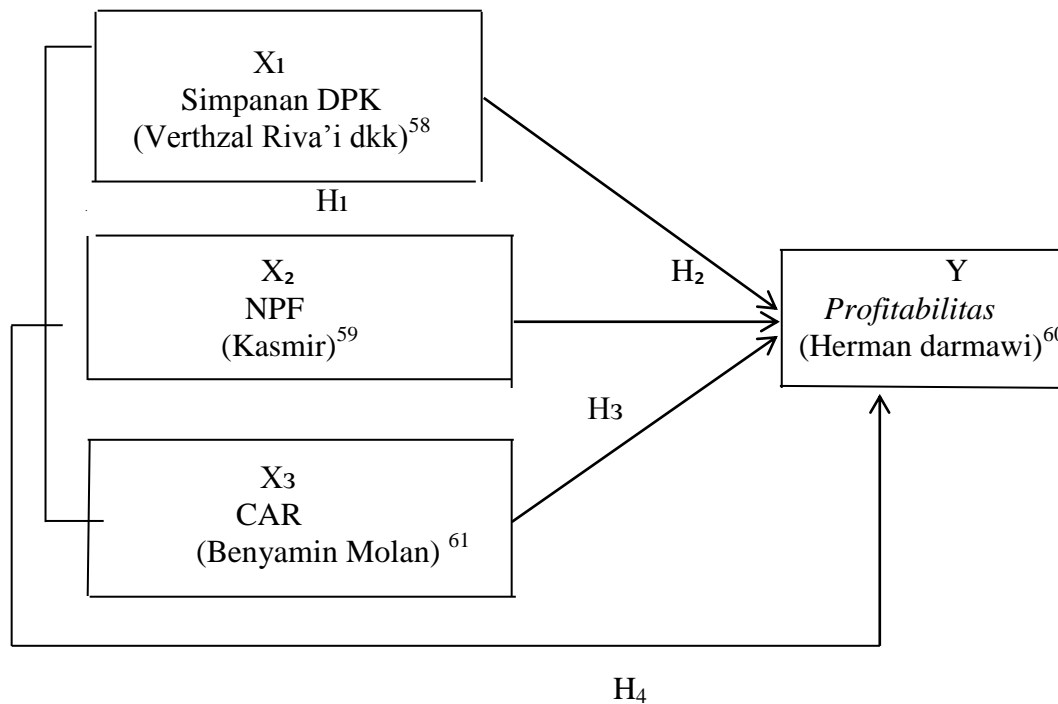 X₁
Simpanan DPK
(Verthzal Riva’i dkk)⁵⁸
H₁
X₂
NPF
(Kasmir)⁵⁹
H₂
Y
Profitabilitas
(Herman darmawi)⁶⁰
H₃
X₃
CAR
(Benyamin Molan) ⁶¹
H₄